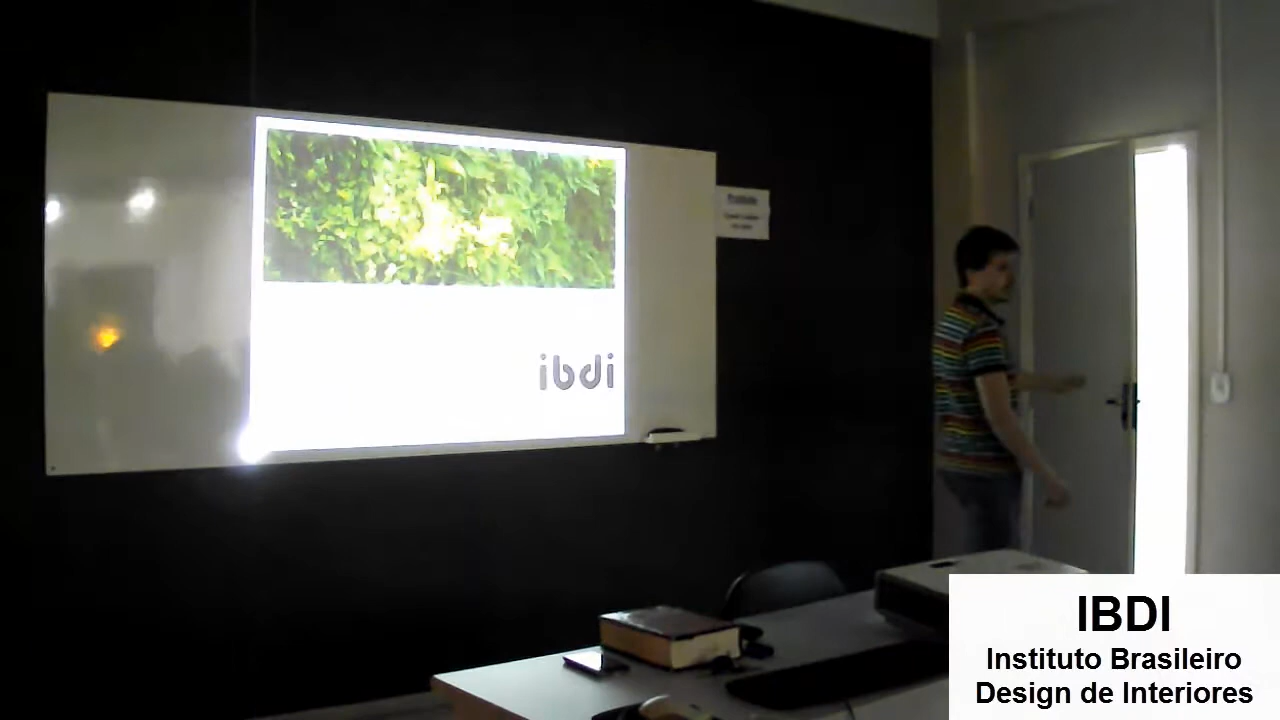 ibdi
IBDI
Instituto Brasileiro
Design de Interiores